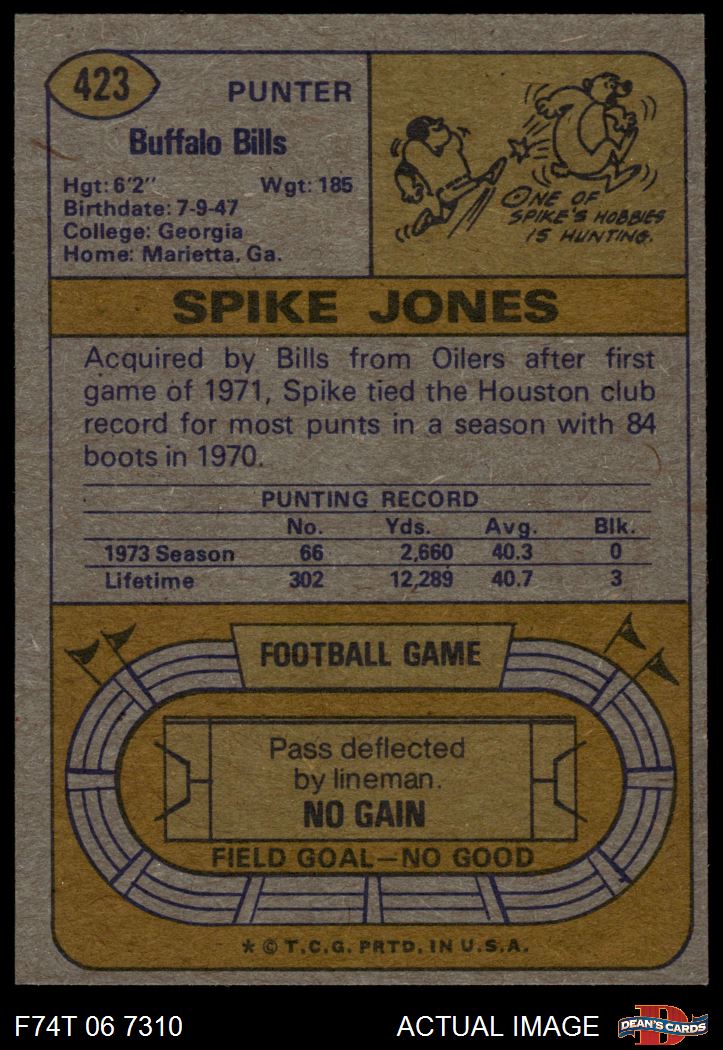 423
PUNTER
Buffalo Bills
Hgt: 6'2" Wgt: 185
Birthdate: 7-9-47
College: Georgia
Home: Marietta, Ga.
ONE OF
SPIKE'S HOBBIES
IS HUNTING.
SPIKE JONES
Acquired by Bills from Oilers after first
game of 1971, Spike tied the Houston club
record for most punts in a season with 84
boots in 1970.
PUNTING RECORD
No. Yds. Avg. Blk.
1973 Season 66 2,660 40.3 0
Lifetime 302 12,289 40.7 3
FOOTBALL GAME
Pass deflected
by lineman.
NO GAIN
FIELD GOAL—NO GOOD
* © T.C.G. PRTD. IN U.S.A.
F74T 06 7310 ACTUAL IMAGE
D
DEAN'S CARDS